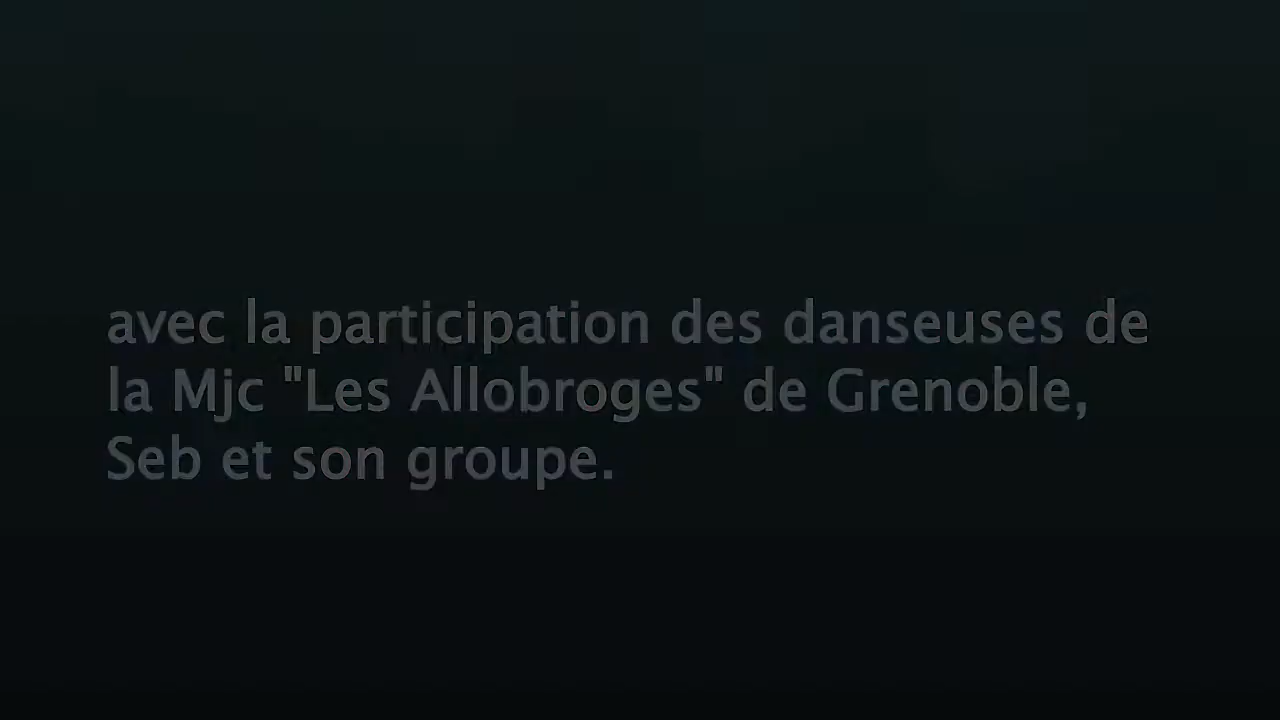 avec la participation des danseuses de
la Mjc "Les Allobroges" de Grenoble,
Seb et son groupe.